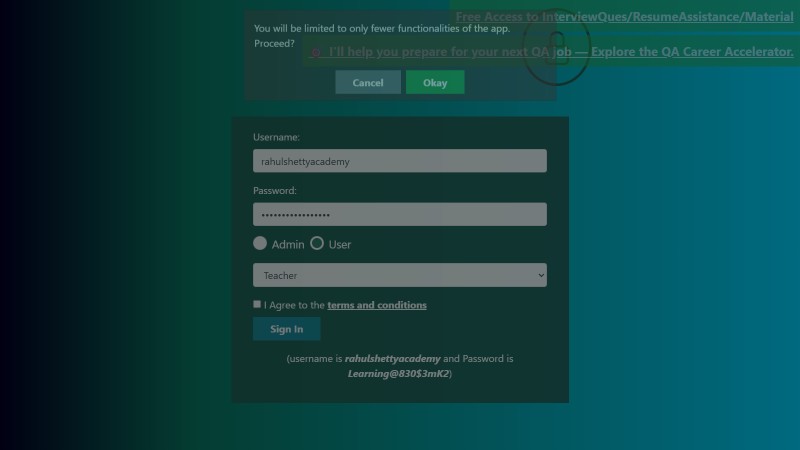 Free Access to InterviewQues/ResumeAssistance/Material
You will be limited to only fewer functionalities of the app.
Proceed?
I'll help you prepare for your next QA job — Explore the QA Career Accelerator.
Cancel
Okay
Username:
rahulshettyacademy
Password:
•••••••••••••••••
Admin
User
Teacher
I Agree to the terms and conditions
Sign In
(username is rahulshettyacademy and Password is
Learning@830$3mK2)